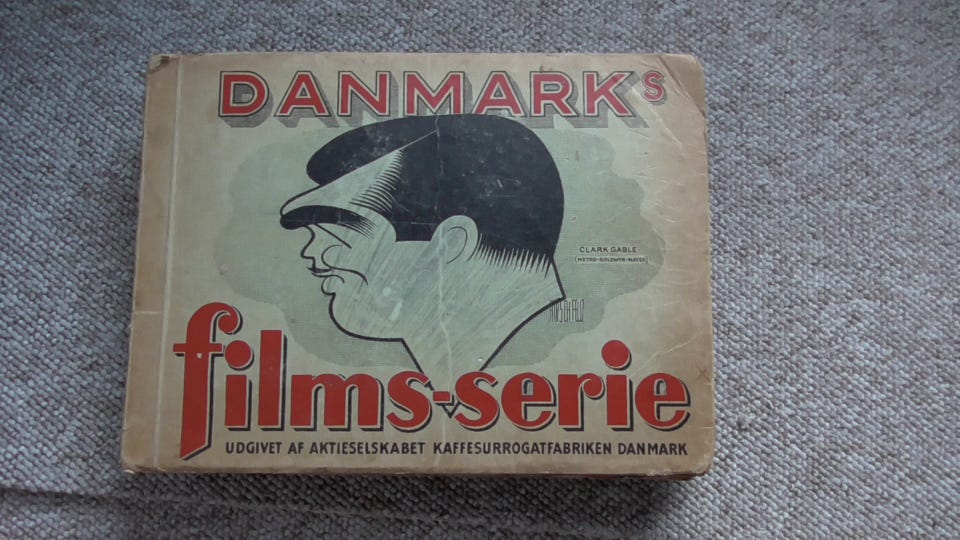 DANMARKs
CLARK GABLE
(METRO-GOLDWYN-MAYER)
films-serie
UDGIVET AF AKTIESELSKABET KAFFESURROGATFABRIKEN DANMARK